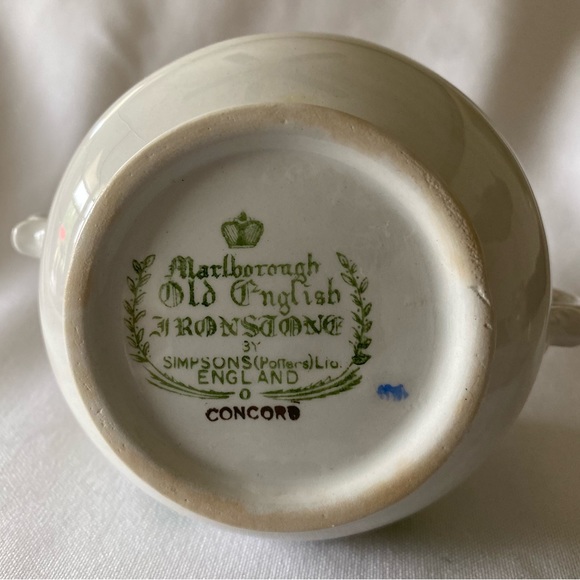 Marlborough
Old English
IRONSTONE
BY
SIMPSONS (Potters) Ltd.
ENGLAND
O
CONCORD